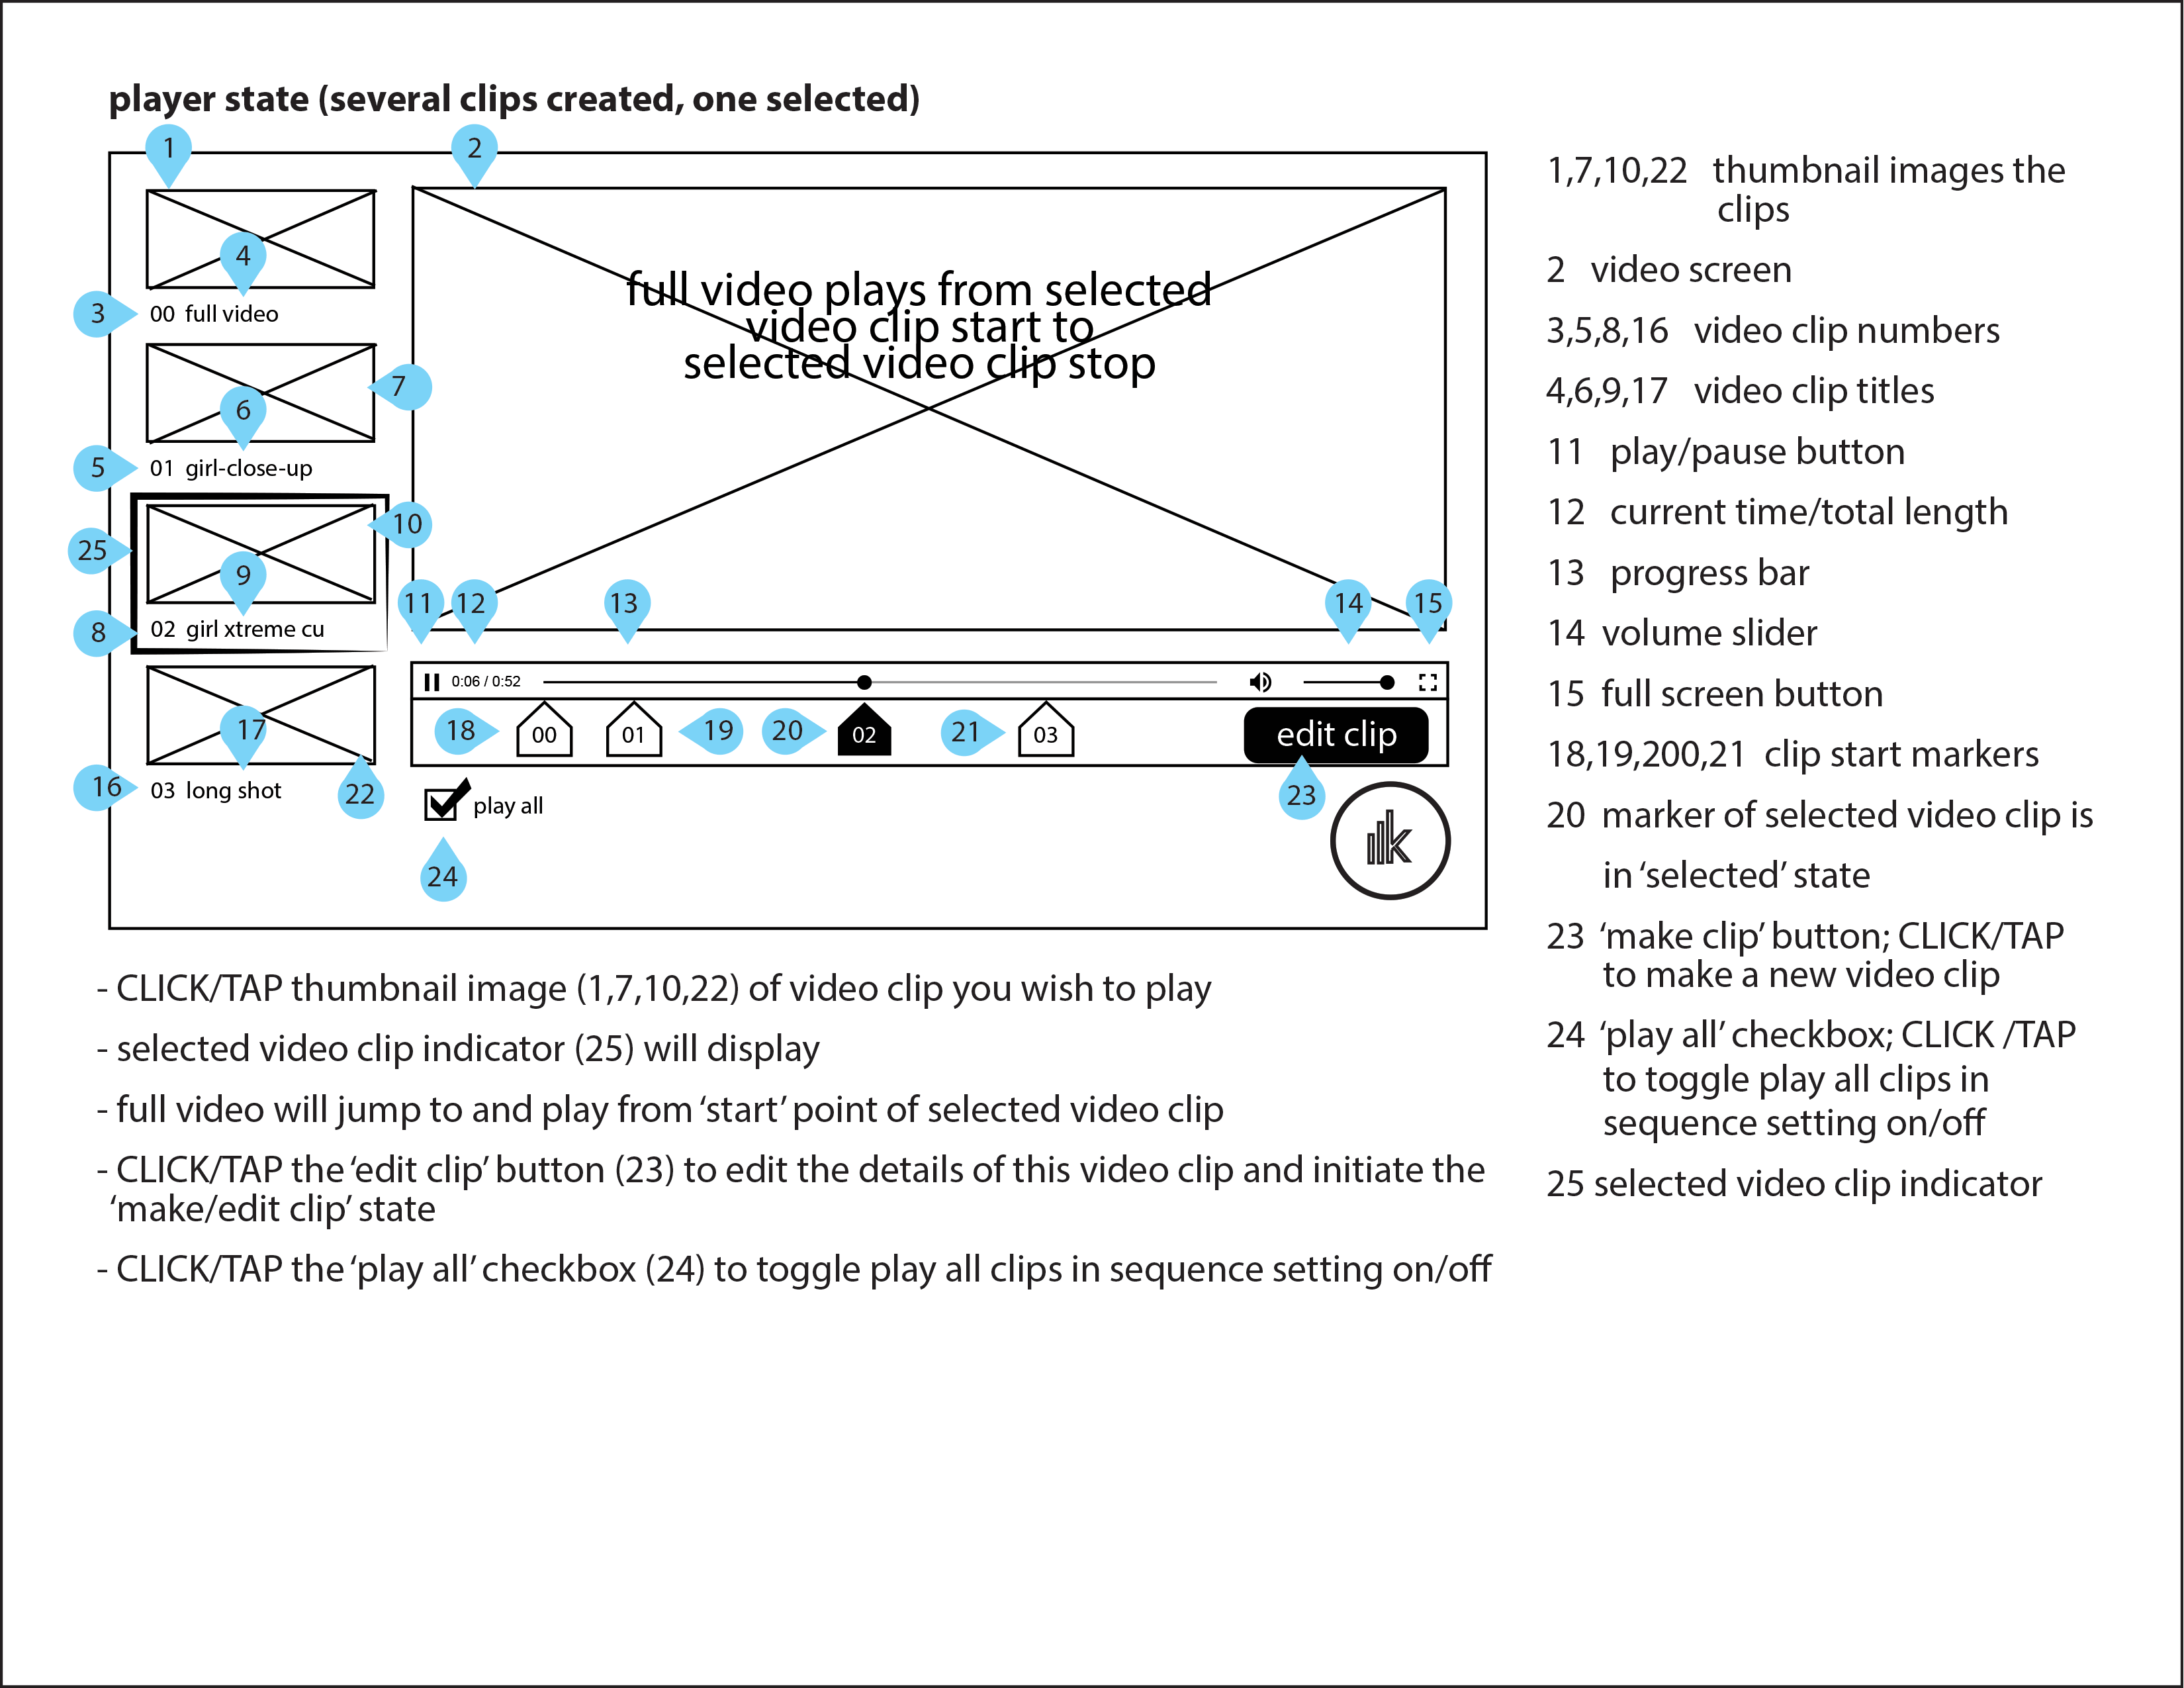 player state (several clips created, one selected)
1
2
4
3
00 full video
7
6
5
01 girl-close-up
10
25
9
8
02 girl xtreme cu
17
22
16
03 long shot
full video plays from selected
video clip start to
selected video clip stop
11
12
13
14
15
0:06 / 0:52
18
00
01
19
20
02
21
03
edit clip
23
play all
24
k
1,7,10,22 thumbnail images the
clips
2 video screen
3,5,8,16 video clip numbers
4,6,9,17 video clip titles
11 play/pause button
12 current time/total length
13 progress bar
14 volume slider
15 full screen button
18,19,200,21 clip start markers
20 marker of selected video clip is
in ‘selected’ state
23 ‘make clip’ button; CLICK/TAP
to make a new video clip
24 ‘play all’ checkbox; CLICK /TAP
to toggle play all clips in
sequence setting on/off
25 selected video clip indicator
- CLICK/TAP thumbnail image (1,7,10,22) of video clip you wish to play
- selected video clip indicator (25) will display
- full video will jump to and play from ‘start’ point of selected video clip
- CLICK/TAP the ‘edit clip’ button (23) to edit the details of this video clip and initiate the
‘make/edit clip’ state
- CLICK/TAP the ‘play all’ checkbox (24) to toggle play all clips in sequence setting on/off